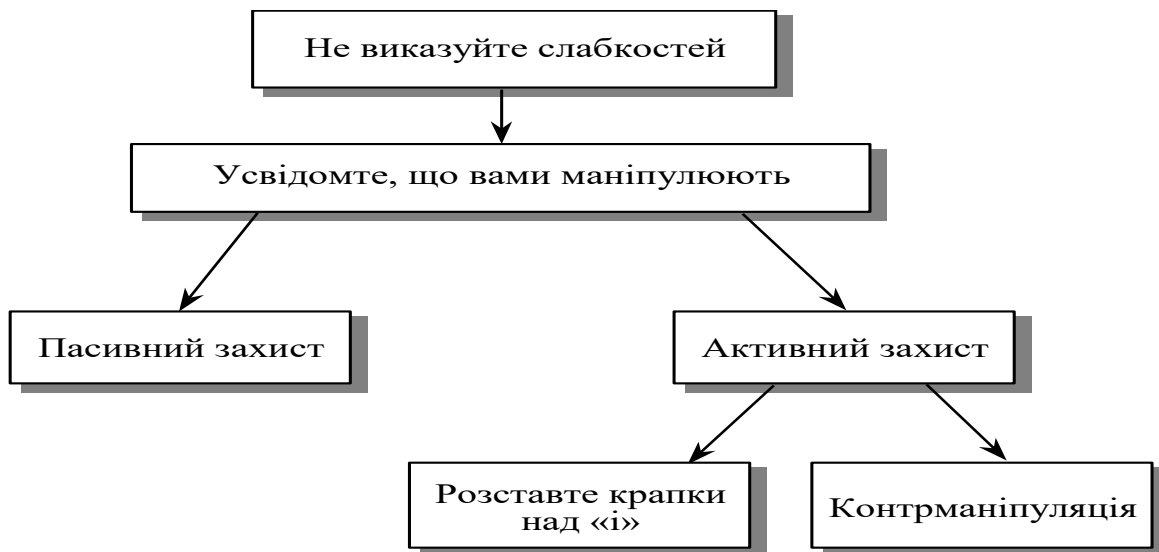 Не виказуйте слабкостей
Усвідомте, що вами маніпулюють
Пасивний захист
Активний захист
Розставте крапки
над «і»
Контрманіпуляція